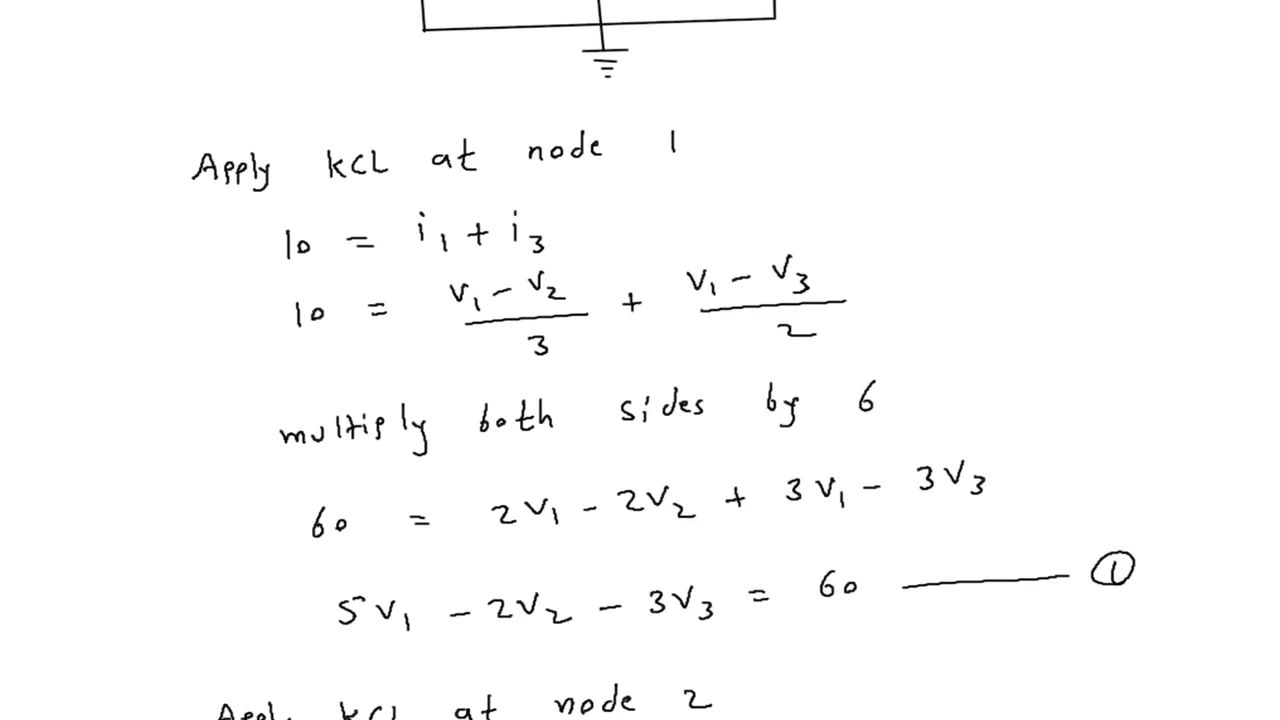 Apply KCL at node 1
10 = i₁ + i₃
10 = (V₁ - V₂)/3 + (V₁ - V₃)/2
multiply both sides by 6
60 = 2V₁ - 2V₂ + 3V₁ - 3V₃
5V₁ - 2V₂ - 3V₃ = 60 ——— ①
Apply KCL at node 2